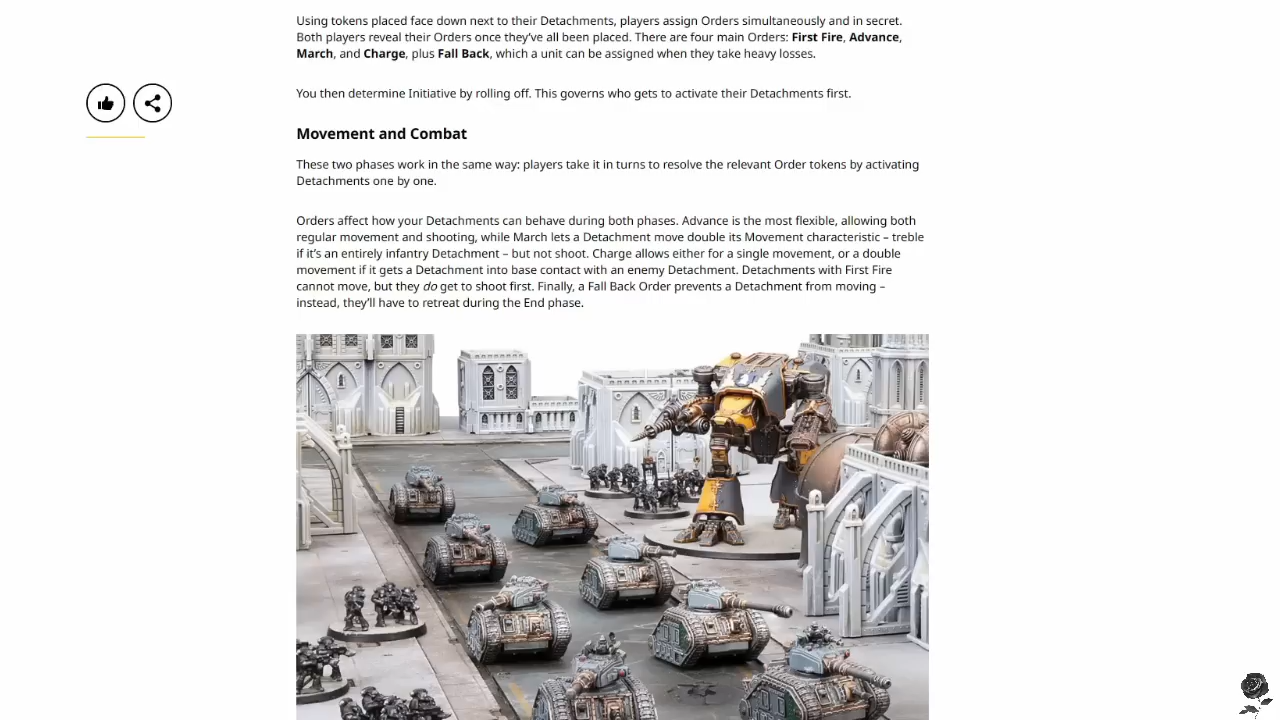 Using tokens placed face down next to their Detachments, players assign Orders simultaneously and in secret.
Both players reveal their Orders once they've all been placed. There are four main Orders: First Fire, Advance,
March, and Charge, plus Fall Back, which a unit can be assigned when they take heavy losses.
You then determine Initiative by rolling off. This governs who gets to activate their Detachments first.
Movement and Combat
These two phases work in the same way: players take it in turns to resolve the relevant Order tokens by activating
Detachments one by one.
Orders affect how your Detachments can behave during both phases. Advance is the most flexible, allowing both
regular movement and shooting, while March lets a Detachment move double its Movement characteristic – treble
if it's an entirely infantry Detachment – but not shoot. Charge allows either for a single movement, or a double
movement if it gets a Detachment into base contact with an enemy Detachment. Detachments with First Fire
cannot move, but they do get to shoot first. Finally, a Fall Back Order prevents a Detachment from moving –
instead, they'll have to retreat during the End phase.